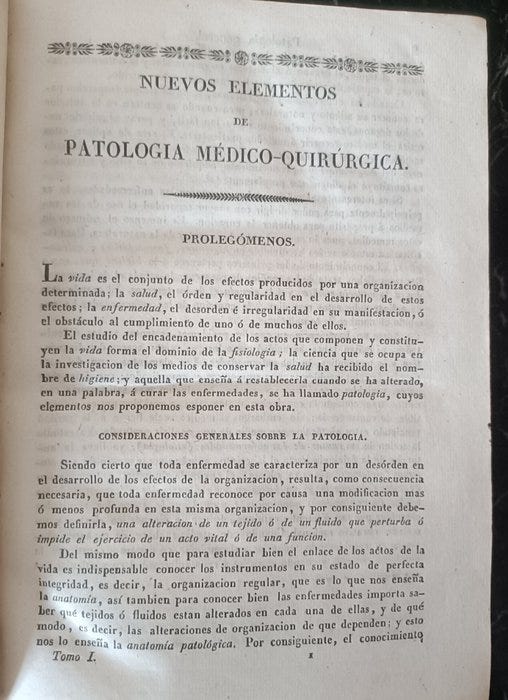 NUEVOS ELEMENTOS
DE
PATOLOGIA MÉDICO-QUIRÚRGICA.
PROLEGÓMENOS.
La vida es el conjunto de los efectos producidos por una organizacion
determinada; la salud, el órden y regularidad en el desarrollo de estos
efectos; la enfermedad, el desorden é irregularidad en su manifestacion, ó
el obstáculo al cumplimiento de uno ó de muchos de ellos.
El estudio del encadenamiento de los actos que componen y constitu-
yen la vida forma el dominio de la fisiologia; la ciencia que se ocupa en
la investigacion de los medios de conservar la salud ha recibido el nom-
bre de higiene; y aquella que enseña á restablecerla cuando se ha alterado,
en una palabra, á curar las enfermedades, se ha llamado patologia, cuyos
elementos nos proponemos esponer en esta obra.
CONSIDERACIONES GENERALES SOBRE LA PATOLOGIA.
Siendo cierto que toda enfermedad se caracteriza por un desórden en
el desarrollo de los efectos de la organizacion, resulta, como consecuencia
necesaria, que toda enfermedad reconoce por causa una modificacion mas
ó menos profunda en esta misma organizacion, y por consiguiente debe-
mos definirla, una alteracion de un tejido ó de un fluido que perturba ó
impide el ejercicio de un acto vital ó de una funcion.
Del mismo modo que para estudiar bien el enlace de los actos de la
vida es indispensable conocer los instrumentos en su estado de perfecta
integridad, es decir, la organizacion regular, que es lo que nos enseña
la anatomía, así tambien para conocer bien las enfermedades importa sa-
ber qué tejidos ó fluidos estan alterados en cada una de ellas, y de qué
modo, es decir, las alteraciones de organizacion de que dependen; y esto
nos lo enseña la anatomía patológica. Por consiguiente, el conocimiento
Tomo I. 1